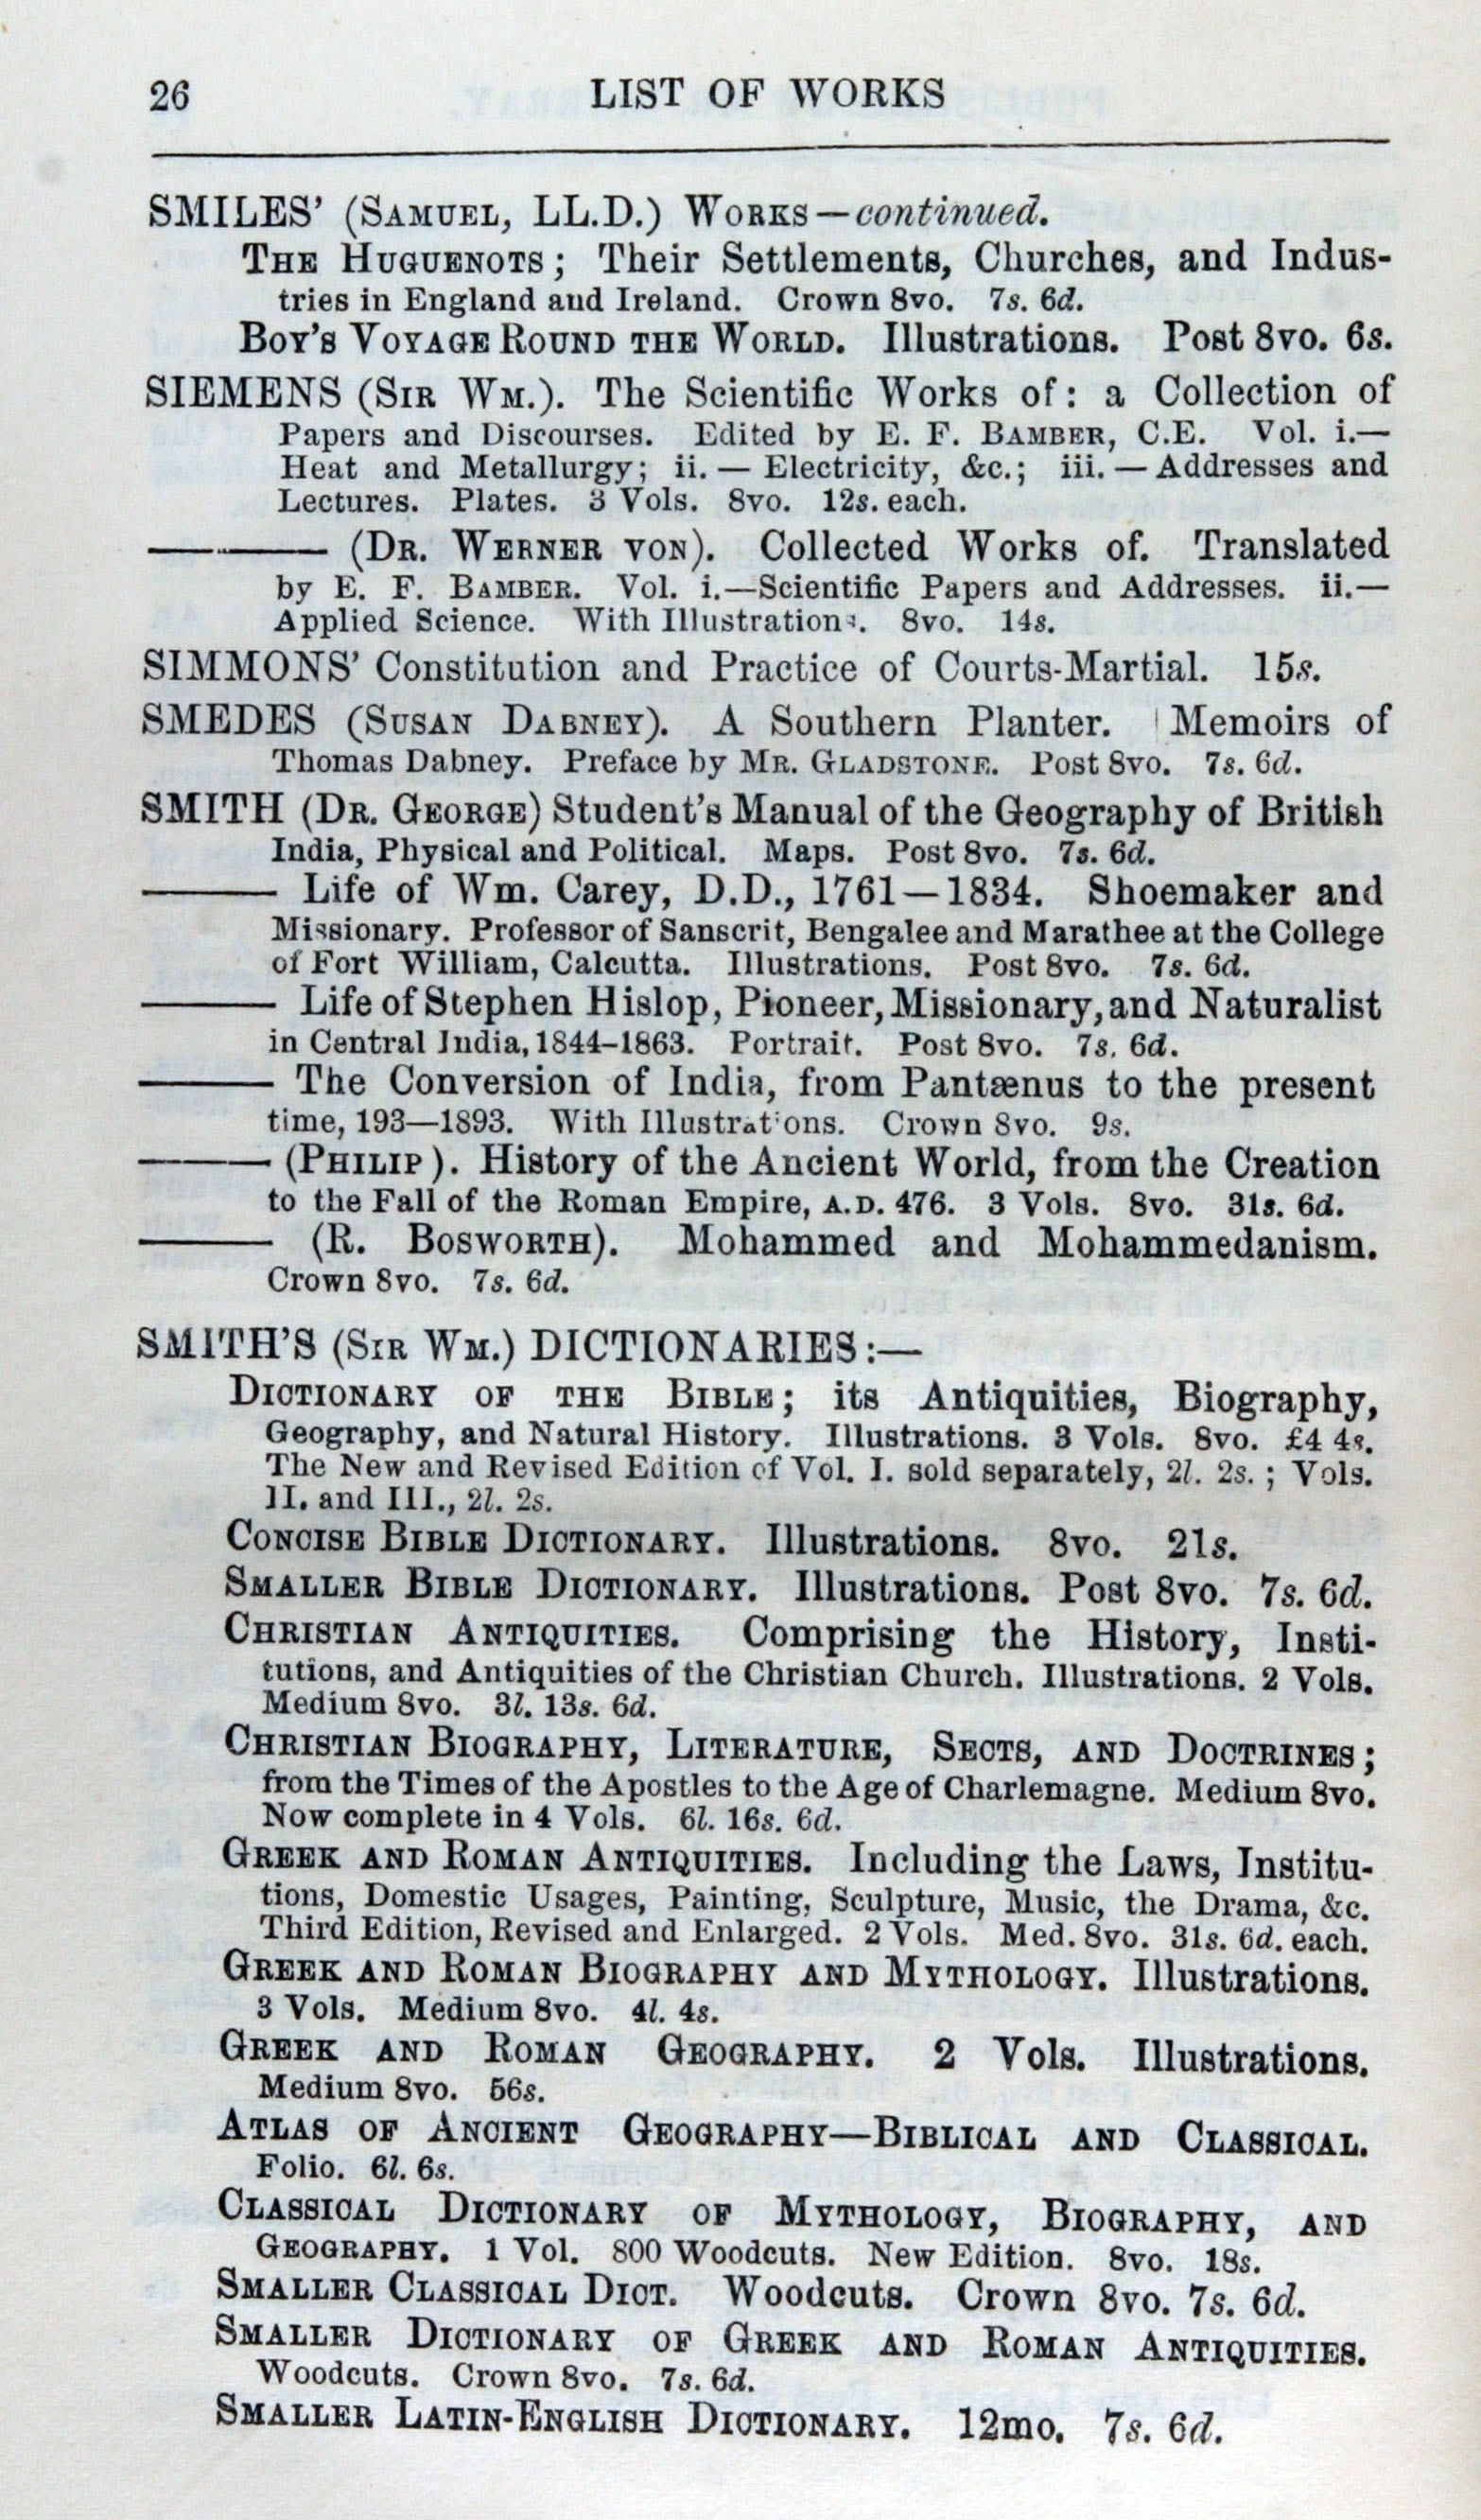 26 LIST OF WORKS
SMILES' (SAMUEL, LL.D.) WORKS—continued.
THE HUGUENOTS; Their Settlements, Churches, and Indus-
tries in England and Ireland. Crown 8vo. 7s. 6d.
BOY'S VOYAGE ROUND THE WORLD. Illustrations. Post 8vo. 6s.
SIEMENS (SIR WM.). The Scientific Works of: a Collection of
Papers and Discourses. Edited by E. F. BAMBER, C.E. Vol. i.—
Heat and Metallurgy; ii. — Electricity, &c.; iii. — Addresses and
Lectures. Plates. 3 Vols. 8vo. 12s. each.
——— (DR. WERNER VON). Collected Works of. Translated
by E. F. BAMBER. Vol. i.—Scientific Papers and Addresses. ii.—
Applied Science. With Illustrations. 8vo. 14s.
SIMMONS' Constitution and Practice of Courts-Martial. 15s.
SMEDES (SUSAN DABNEY). A Southern Planter. Memoirs of
Thomas Dabney. Preface by MR. GLADSTONE. Post 8vo. 7s. 6d.
SMITH (DR. GEORGE) Student's Manual of the Geography of British
India, Physical and Political. Maps. Post 8vo. 7s. 6d.
——— Life of Wm. Carey, D.D., 1761—1834. Shoemaker and
Missionary. Professor of Sanscrit, Bengalee and Marathee at the College
of Fort William, Calcutta. Illustrations. Post 8vo. 7s. 6d.
——— Life of Stephen Hislop, Pioneer, Missionary, and Naturalist
in Central India, 1844–1863. Portrait. Post 8vo. 7s. 6d.
——— The Conversion of India, from Pantænus to the present
time, 193—1893. With Illustrations. Crown 8vo. 9s.
——— (PHILIP). History of the Ancient World, from the Creation
to the Fall of the Roman Empire, A.D. 476. 3 Vols. 8vo. 31s. 6d.
——— (R. BOSWORTH). Mohammed and Mohammedanism.
Crown 8vo. 7s. 6d.
SMITH'S (SIR WM.) DICTIONARIES:—
DICTIONARY OF THE BIBLE; its Antiquities, Biography,
Geography, and Natural History. Illustrations. 3 Vols. 8vo. £4 4s.
The New and Revised Edition of Vol. I. sold separately, 2l. 2s.; Vols.
II. and III., 2l. 2s.
CONCISE BIBLE DICTIONARY. Illustrations. 8vo. 21s.
SMALLER BIBLE DICTIONARY. Illustrations. Post 8vo. 7s. 6d.
CHRISTIAN ANTIQUITIES. Comprising the History, Insti-
tutions, and Antiquities of the Christian Church. Illustrations. 2 Vols.
Medium 8vo. 3l. 13s. 6d.
CHRISTIAN BIOGRAPHY, LITERATURE, SECTS, AND DOCTRINES;
from the Times of the Apostles to the Age of Charlemagne. Medium 8vo.
Now complete in 4 Vols. 6l. 16s. 6d.
GREEK AND ROMAN ANTIQUITIES. Including the Laws, Institu-
tions, Domestic Usages, Painting, Sculpture, Music, the Drama, &c.
Third Edition, Revised and Enlarged. 2 Vols. Med. 8vo. 31s. 6d. each.
GREEK AND ROMAN BIOGRAPHY AND MYTHOLOGY. Illustrations.
3 Vols. Medium 8vo. 4l. 4s.
GREEK AND ROMAN GEOGRAPHY. 2 Vols. Illustrations.
Medium 8vo. 56s.
ATLAS OF ANCIENT GEOGRAPHY—BIBLICAL AND CLASSICAL.
Folio. 6l. 6s.
CLASSICAL DICTIONARY OF MYTHOLOGY, BIOGRAPHY, AND
GEOGRAPHY. 1 Vol. 800 Woodcuts. New Edition. 8vo. 18s.
SMALLER CLASSICAL DICT. Woodcuts. Crown 8vo. 7s. 6d.
SMALLER DICTIONARY OF GREEK AND ROMAN ANTIQUITIES.
Woodcuts. Crown 8vo. 7s. 6d.
SMALLER LATIN-ENGLISH DICTIONARY. 12mo. 7s. 6d.